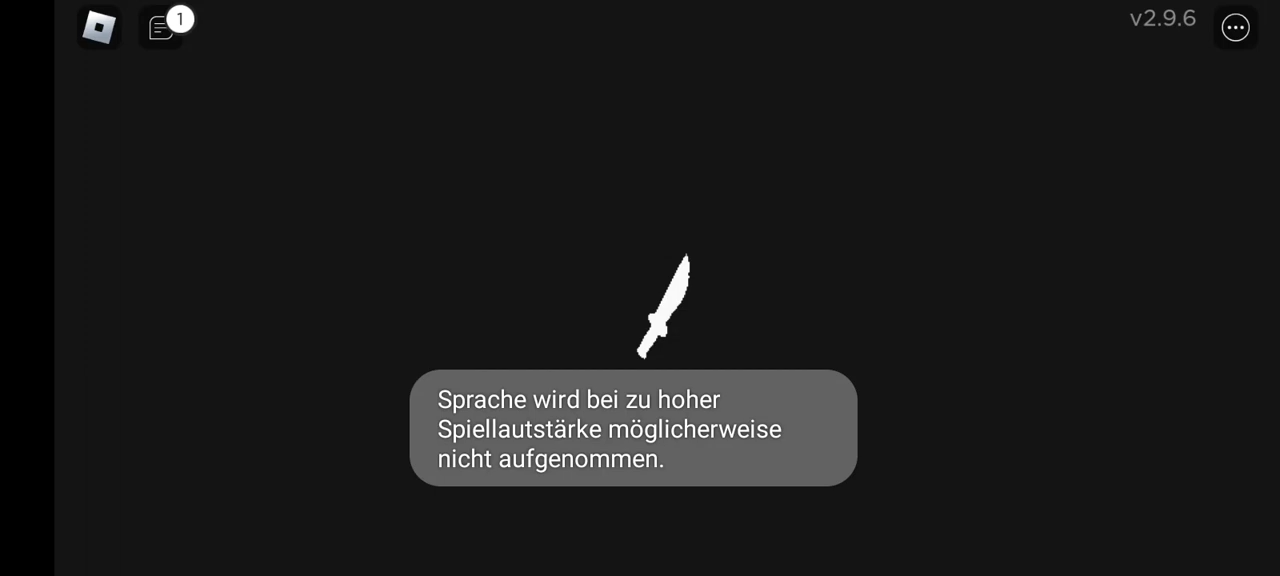 1
v2.9.6
Sprache wird bei zu hoher
Spiellautstärke möglicherweise
nicht aufgenommen.